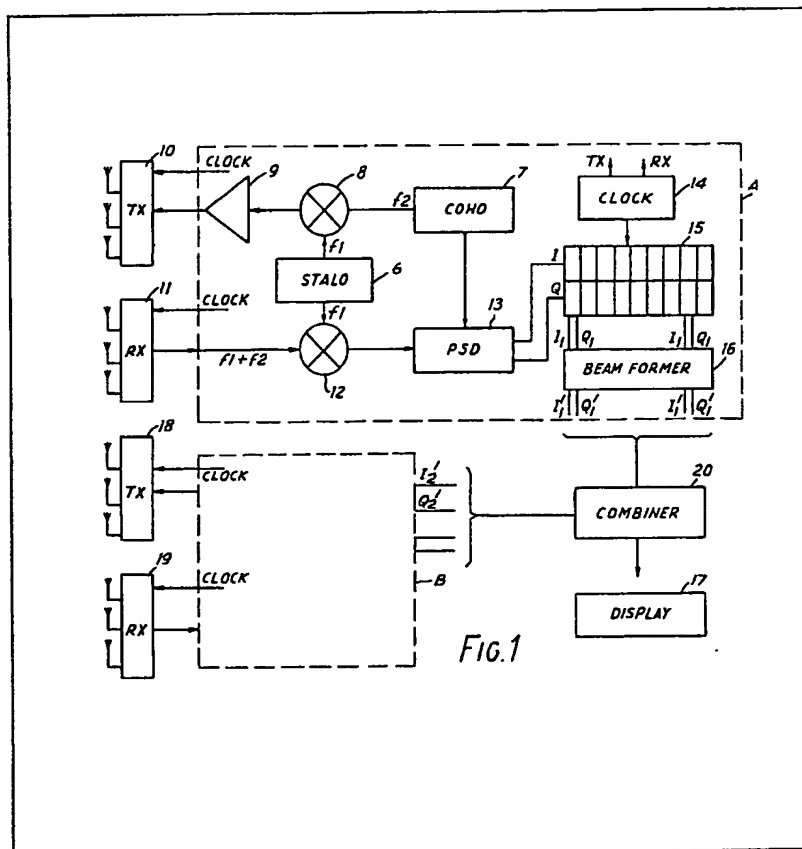 10
CLOCK
TX
9
8
f1
f2
7
COHO
TX
RX
CLOCK
14
A
15
I
Q
STALO
6
f1
11
CLOCK
RX
f1+f2
12
13
PSD
I1 Q1 I1 Q1
BEAM FORMER
16
I1' Q1' I1' Q1'
18
CLOCK
TX
I2'
Q2'
20
COMBINER
19
CLOCK
RX
B
17
DISPLAY
FIG.1